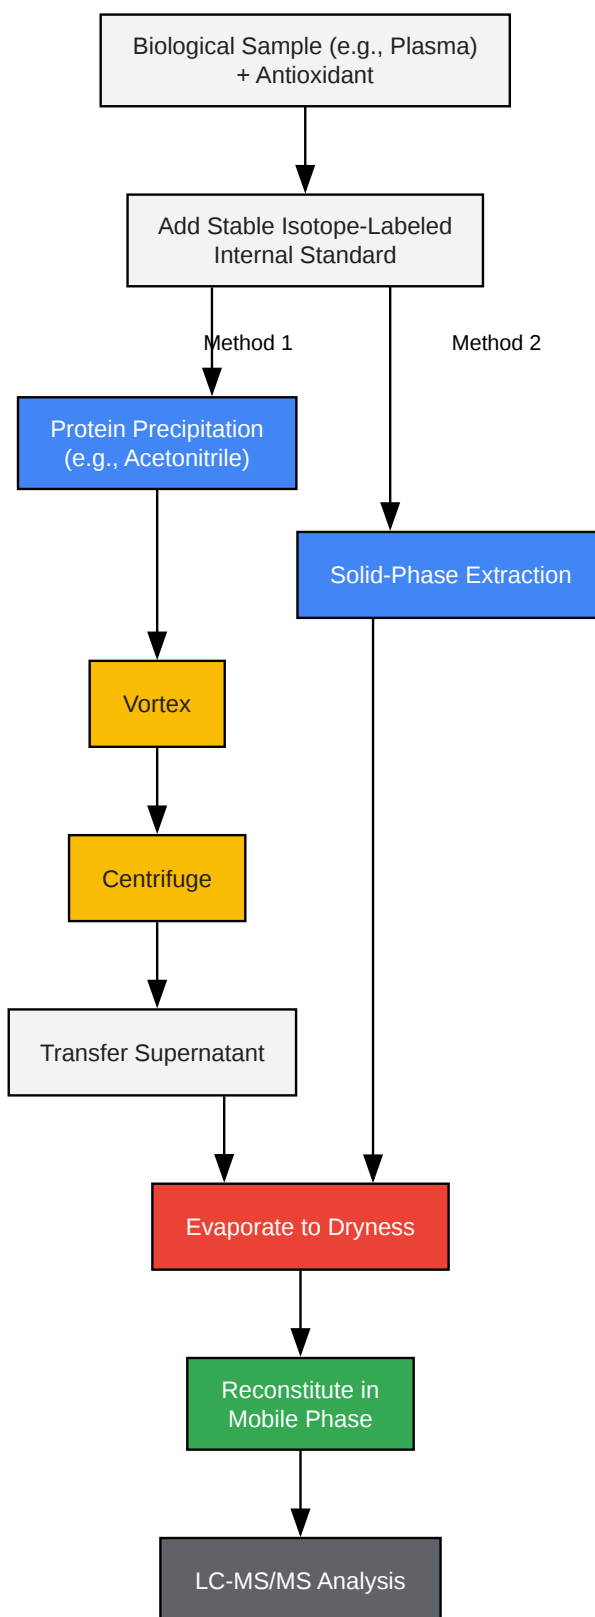 Biological Sample (e.g., Plasma)
+ Antioxidant
Add Stable Isotope-Labeled
Internal Standard
Method 1
Method 2
Protein Precipitation
(e.g., Acetonitrile)
Solid-Phase Extraction
Vortex
Centrifuge
Transfer Supernatant
Evaporate to Dryness
Reconstitute in
Mobile Phase
LC-MS/MS Analysis